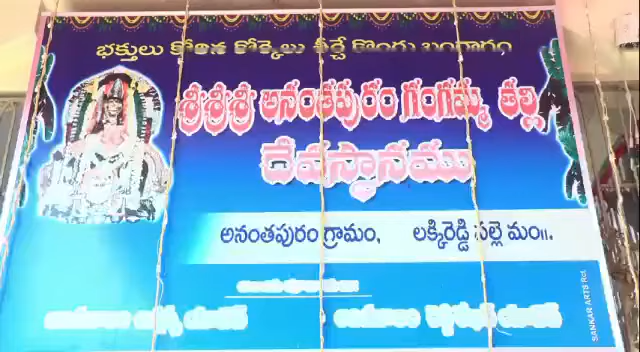 భక్తులు కోరిన కోర్కెలు తీర్చే కొంగు బంగారం
శ్రీశ్రీశ్రీ అనంతపురం గంగమ్మ తల్లి
దేవస్థానము
అనంతపురం గ్రామం, లక్కిరెడ్డి పల్లె మం॥.
SANKAR ARTS Rct.